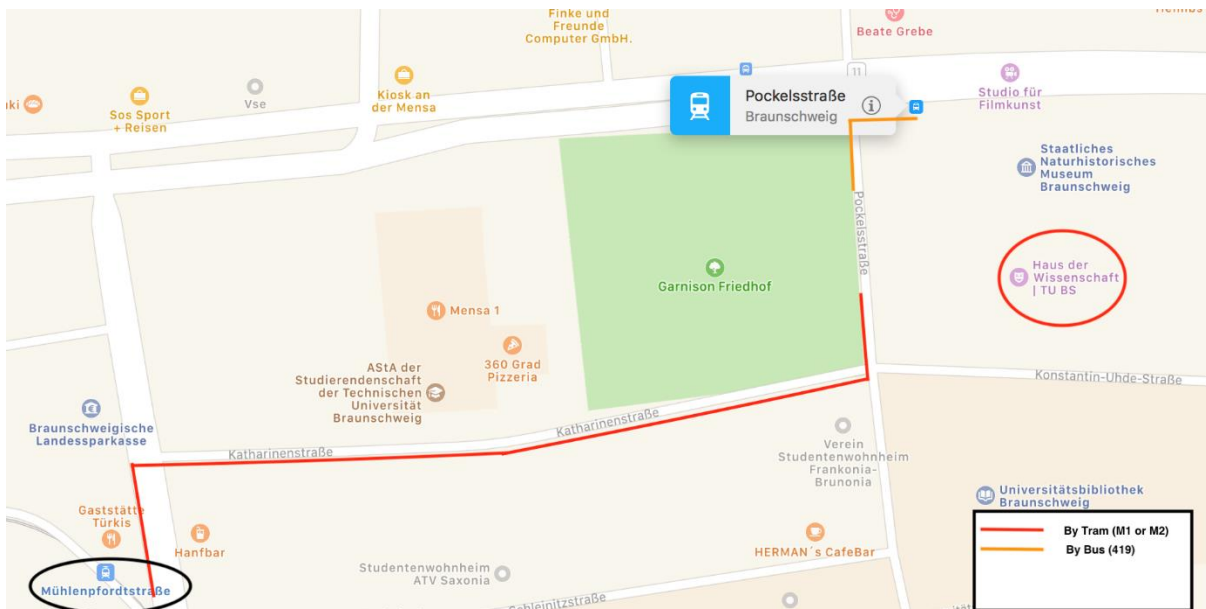 Finke und
Freunde
Computer GmbH.
Beate Grebe
11
Kiosk an
der Mensa
Vse
Sos Sport
+ Reisen
Pockelsstraße
Braunschweig
Studio für
Filmkunst
Staatliches
Naturhistorisches
Museum
Braunschweig
Pockelsstraße
Haus der
Wissenschaft
| TU BS
Garnison Friedhof
Mensa 1
360 Grad
Pizzeria
AStA der
Studierendenschaft
der Technischen
Universität
Braunschweig
Konstantin-Uhde-Straße
Braunschweigische
Landessparkasse
Katharinenstraße
Katharinenstraße
Verein
Studentenwohnheim
Frankonia-
Brunonia
Universitätsbibliothek
Braunschweig
Gaststätte
Türkis
Hanfbar
HERMAN´s CafeBar
By Tram (M1 or M2)
By Bus (419)
Studentenwohnheim
ATV Saxonia
Mühlenpfordtstraße